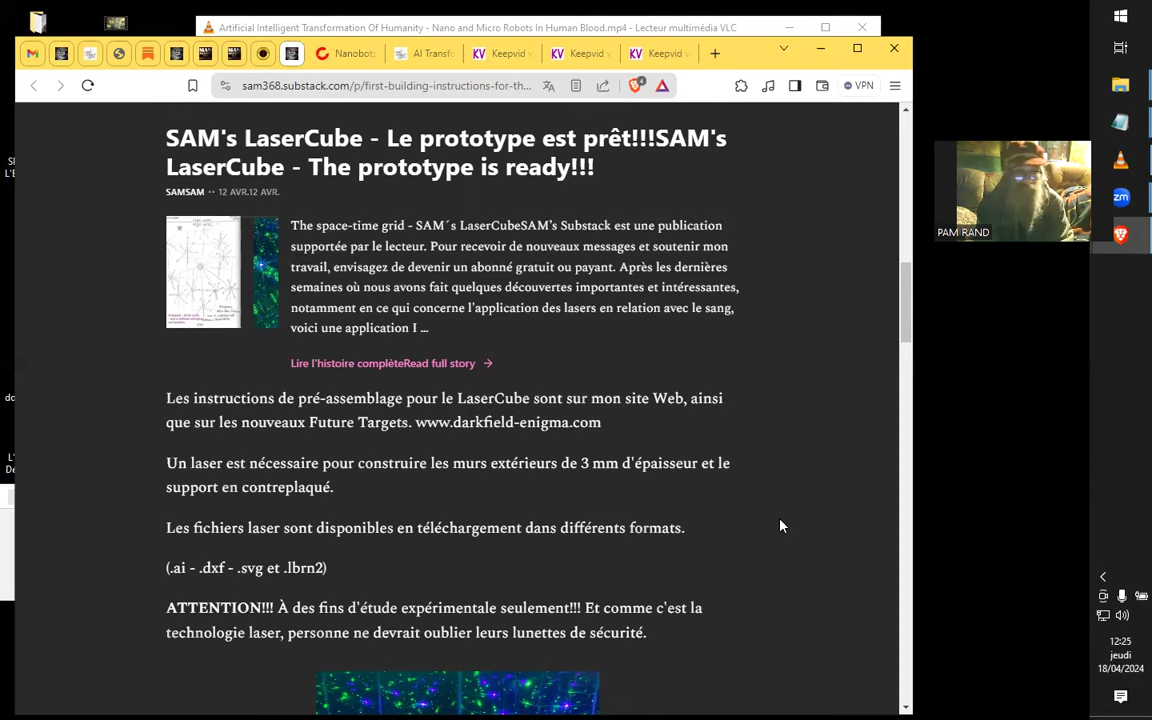 Artificial Intelligent Transformation Of Humanity - Nano and Micro Robots In Human Blood.mp4 - Lecteur multimédia VLC
Nanobots
AI Transfo
Keepvid
Keepvid
Keepvid
sam368.substack.com/p/first-building-instructions-for-th...
VPN
SAM's LaserCube - Le prototype est prêt!!!SAM's
LaserCube - The prototype is ready!!!
SAMSAM •• 12 AVR.12 AVR.
The space-time grid - SAM´s LaserCubeSAM's Substack est une publication
supportée par le lecteur. Pour recevoir de nouveaux messages et soutenir mon
travail, envisagez de devenir un abonné gratuit ou payant. Après les dernières
semaines où nous avons fait quelques découvertes importantes et intéressantes,
notamment en ce qui concerne l'application des lasers en relation avec le sang,
voici une application I ...
Lire l'histoire complèteRead full story →
Les instructions de pré-assemblage pour le LaserCube sont sur mon site Web, ainsi
que sur les nouveaux Future Targets. www.darkfield-enigma.com
Un laser est nécessaire pour construire les murs extérieurs de 3 mm d'épaisseur et le
support en contreplaqué.
Les fichiers laser sont disponibles en téléchargement dans différents formats.
(.ai - .dxf - .svg et .lbrn2)
ATTENTION!!! À des fins d'étude expérimentale seulement!!! Et comme c'est la
technologie laser, personne ne devrait oublier leurs lunettes de sécurité.
PAM RAND
zm
12:25
jeudi
18/04/2024